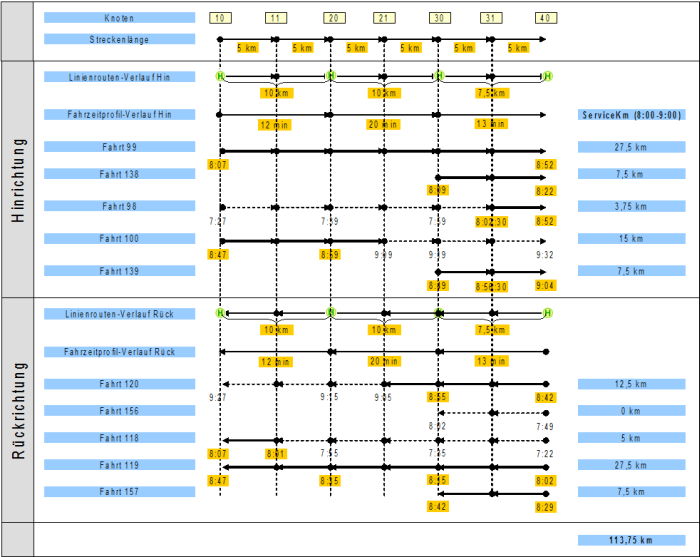 Knoten 10 11 20 21 30 31 40
Streckenlänge 5 km 5 km 5 km 5 km 5 km 5 km
Hinrichtung
Linienrouten-Verlauf Hin H H H H
10 km 10 km 7,5 km
Fahrzeitprofil-Verlauf Hin ServiceKm (8:00-9:00)
12 min 20 min 13 min
Fahrt 99 27,5 km
8:07 8:52
Fahrt 138 7,5 km
8:09 8:22
Fahrt 98 3,75 km
7:27 7:39 7:59 8:02:30 8:52
Fahrt 100 15 km
8:47 8:59 9:09 9:19 9:32
Fahrt 139 7,5 km
8:49 8:56:30 9:04
Rückrichtung
Linienrouten-Verlauf Rück H H H H
10 km 10 km 7,5 km
Fahrzeitprofil-Verlauf Rück
12 min 20 min 13 min
Fahrt 120 12,5 km
9:27 9:15 9:05 8:55 8:42
Fahrt 156 0 km
8:02 7:49
Fahrt 118 5 km
8:07 8:01 7:55 7:35 7:22
Fahrt 119 27,5 km
8:47 8:35 8:15 8:02
Fahrt 157 7,5 km
8:42 8:29
113,75 km